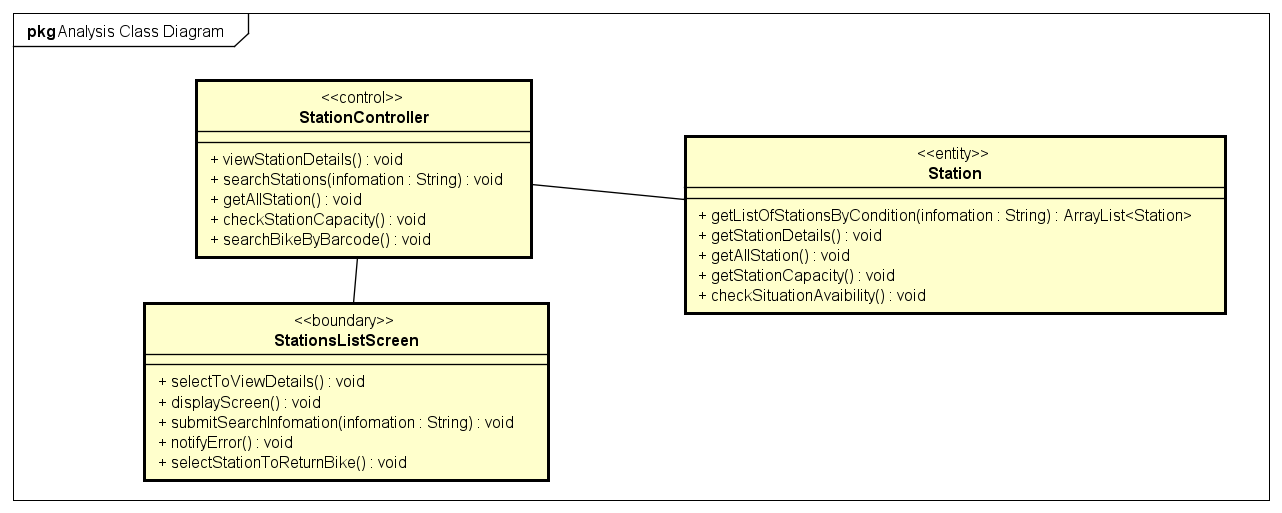 pkg Analysis Class Diagram
<<control>>
StationController
+ viewStationDetails() : void
+ searchStations(infomation : String) : void
+ getAllStation() : void
+ checkStationCapacity() : void
+ searchBikeByBarcode() : void
<<entity>>
Station
+ getListOfStationsByCondition(infomation : String) : ArrayList<Station>
+ getStationDetails() : void
+ getAllStation() : void
+ getStationCapacity() : void
+ checkSituationAvaibility() : void
<<boundary>>
StationsListScreen
+ selectToViewDetails() : void
+ displayScreen() : void
+ submitSearchInfomation(infomation : String) : void
+ notifyError() : void
+ selectStationToReturnBike() : void